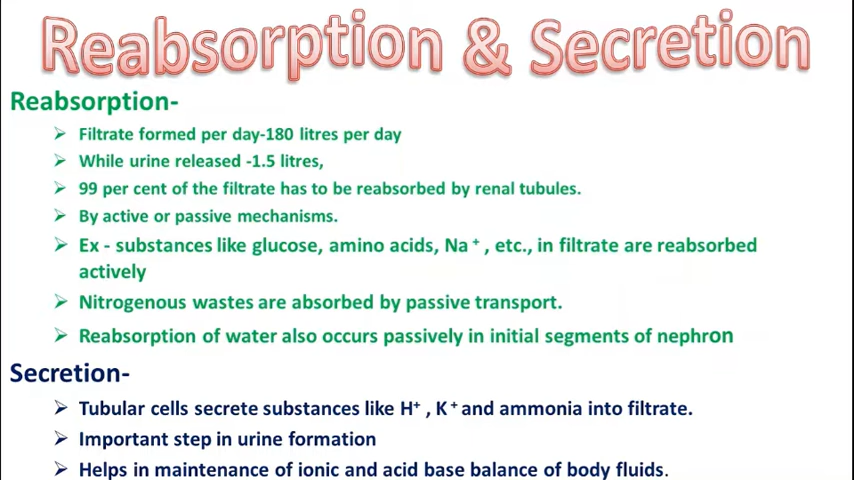 Reabsorption & Secretion
Reabsorption-
➢ Filtrate formed per day-180 litres per day
➢ While urine released -1.5 litres,
➢ 99 per cent of the filtrate has to be reabsorbed by renal tubules.
➢ By active or passive mechanisms.
➢ Ex - substances like glucose, amino acids, Na⁺ , etc., in filtrate are reabsorbed
actively
➢ Nitrogenous wastes are absorbed by passive transport.
➢ Reabsorption of water also occurs passively in initial segments of nephron
Secretion-
➢ Tubular cells secrete substances like H⁺ , K⁺ and ammonia into filtrate.
➢ Important step in urine formation
➢ Helps in maintenance of ionic and acid base balance of body fluids.